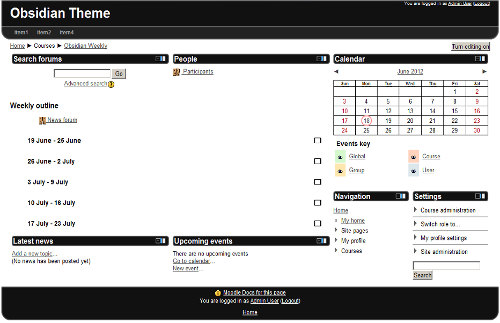 You are logged in as Admin User (Logout)
Obsidian Theme
item1 item2 item4
Home ► Courses ► Obsidian Weekly
Turn editing on
Search forums
Go
Advanced search
People
Participants
Calendar
◄ June 2012 ►
Sun Mon Tue Wed Thu Fri Sat
1 2
3 4 5 6 7 8 9
10 11 12 13 14 15 16
17 18 19 20 21 22 23
24 25 26 27 28 29 30
Events key
Global Course
Group User
Weekly outline
News forum
19 June - 25 June
26 June - 2 July
3 July - 9 July
10 July - 16 July
17 July - 23 July
Navigation
Home
My home
Site pages
My profile
Courses
Settings
Course administration
Switch role to...
My profile settings
Site administration
Search
Latest news
Add a new topic...
(No news has been posted yet)
Upcoming events
There are no upcoming events
Go to calendar...
New event...
Moodle Docs for this page
You are logged in as Admin User (Logout)
Home